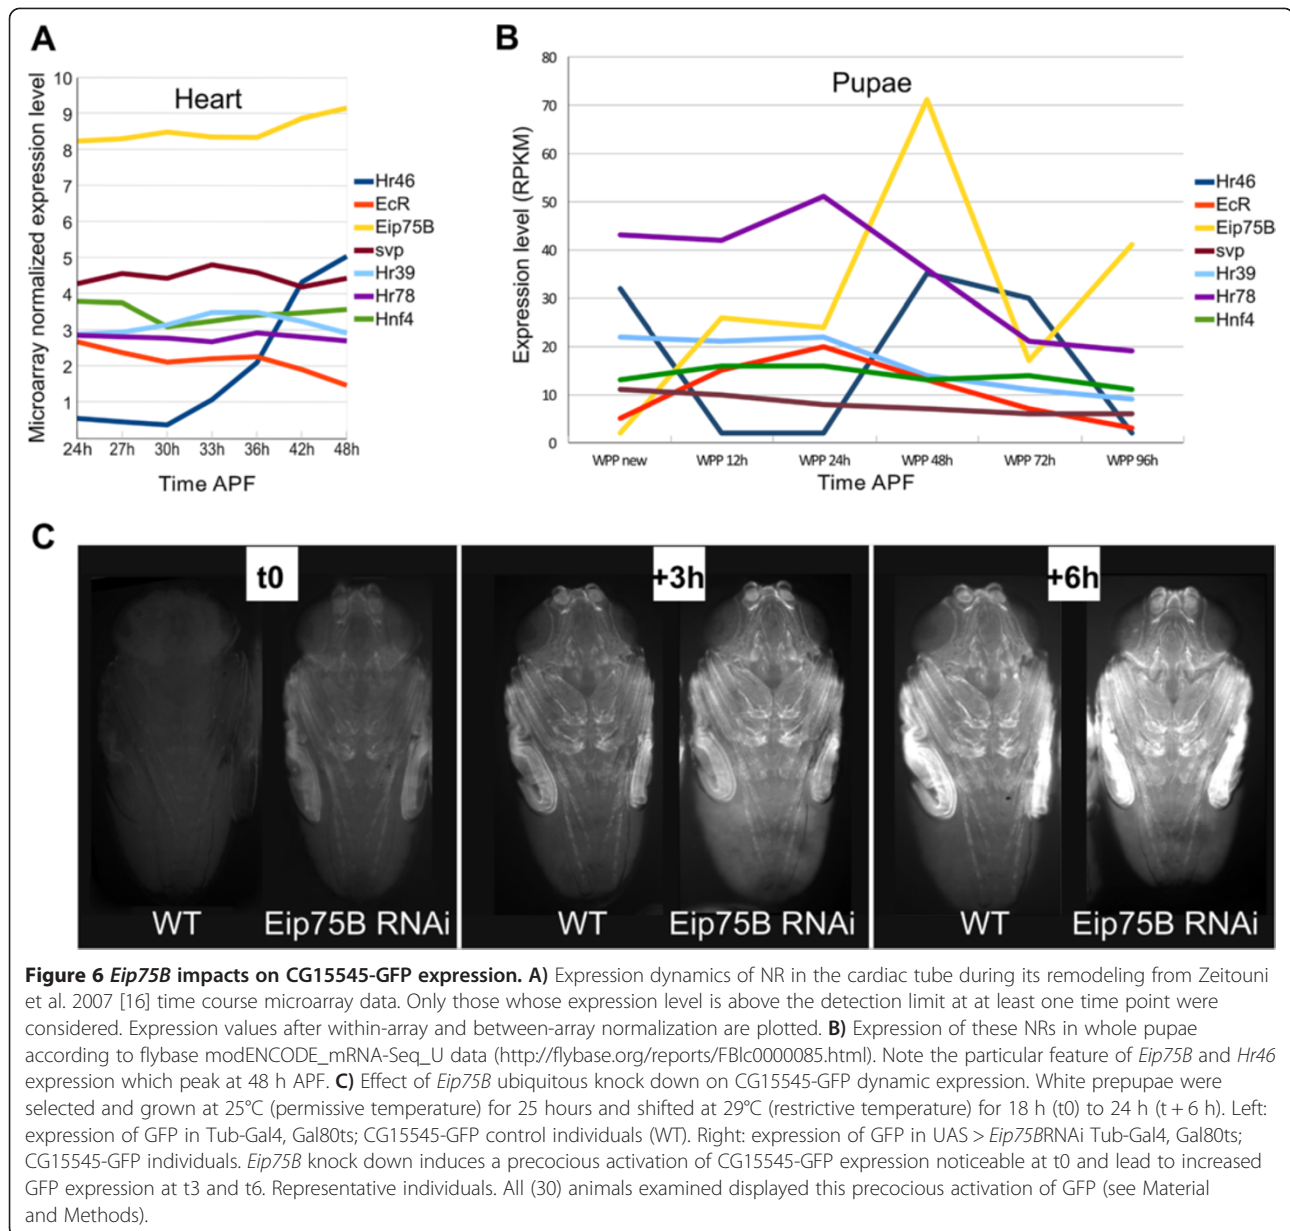 A
Heart
Microarray normalized expression level
10
9
8
7
6
5
4
3
2
1
24h 27h 30h 33h 36h 42h 48h
Time APF
Hr46
EcR
Eip75B
svp
Hr39
Hr78
Hnf4
B
Pupae
Expression level (RPKM)
80
70
60
50
40
30
20
10
0
WPP new WPP 12h WPP 24h WPP 48h WPP 72h WPP 96h
Time APF
Hr46
EcR
Eip75B
svp
Hr39
Hr78
Hnf4
C
t0
WT Eip75B RNAi
+3h
WT Eip75B RNAi
+6h
WT Eip75B RNAi
Figure 6 Eip75B impacts on CG15545-GFP expression. A) Expression dynamics of NR in the cardiac tube during its remodeling from Zeitouni
et al. 2007 [16] time course microarray data. Only those whose expression level is above the detection limit at at least one time point were
considered. Expression values after within-array and between-array normalization are plotted. B) Expression of these NRs in whole pupae
according to flybase modENCODE_mRNA-Seq_U data (http://flybase.org/reports/FBlc0000085.html). Note the particular feature of Eip75B and Hr46
expression which peak at 48 h APF. C) Effect of Eip75B ubiquitous knock down on CG15545-GFP dynamic expression. White prepupae were
selected and grown at 25°C (permissive temperature) for 25 hours and shifted at 29°C (restrictive temperature) for 18 h (t0) to 24 h (t + 6 h). Left:
expression of GFP in Tub-Gal4, Gal80ts; CG15545-GFP control individuals (WT). Right: expression of GFP in UAS > Eip75BRNAi Tub-Gal4, Gal80ts;
CG15545-GFP individuals. Eip75B knock down induces a precocious activation of CG15545-GFP expression noticeable at t0 and lead to increased
GFP expression at t3 and t6. Representative individuals. All (30) animals examined displayed this precocious activation of GFP (see Material
and Methods).